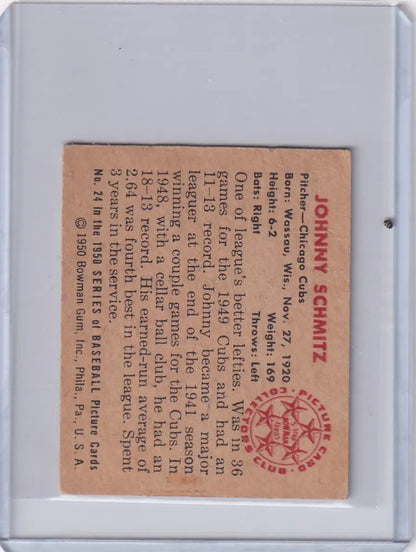 JOHNNY SCHMITZ
Pitcher—Chicago Cubs
Born: Wassau, Wis., Nov. 27, 1920
Height: 6-2 Weight: 169
Bats: Right Throws: Left
One of league's better lefties. Was in 36
games for the 1949 Cubs and had an
11-13 record. Johnny became a major
leaguer at the end of the 1941 season
winning a couple games for the Cubs. In
1948, with a cellar ball club, he had an
18-13 record. His earned-run average of
2.64 was fourth best in the league. Spent
3 years in the service.
No. 24 in the 1950 SERIES of BASEBALL Picture Cards
© 1950 Bowman Gum, Inc., Phila., Pa., U. S. A.
PICTURE CARD
COLLECTORS CLUB
BOWMAN